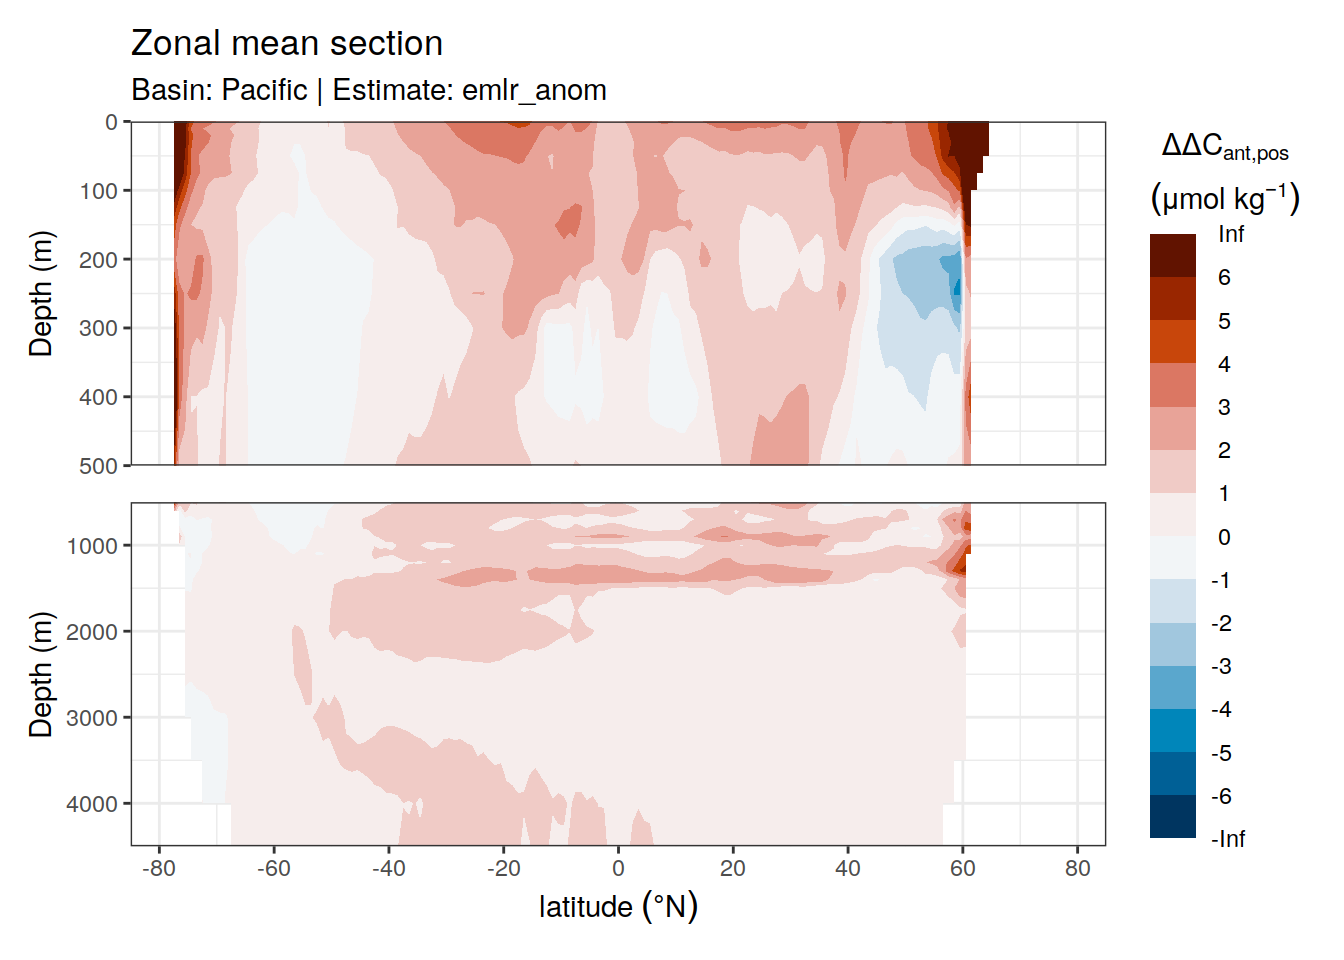 Zonal mean section
Basin: Pacific | Estimate: emlr_anom
0
100
200
300
400
500
Depth (m)
1000
2000
3000
4000
Depth (m)
-80 -60 -40 -20 0 20 40 60 80
latitude (°N)
ΔΔCant,pos
(μmol kg⁻¹)
Inf
6
5
4
3
2
1
0
-1
-2
-3
-4
-5
-6
-Inf